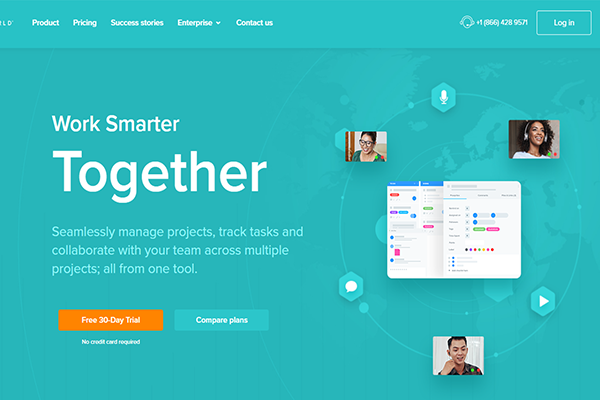 Product Pricing Success stories Enterprise Contact us +1 (866) 428 9571 Log in
Work Smarter
Together
Seamlessly manage projects, track tasks and
collaborate with your team across multiple
projects; all from one tool.
Free 30-Day Trial Compare plans
No credit card required